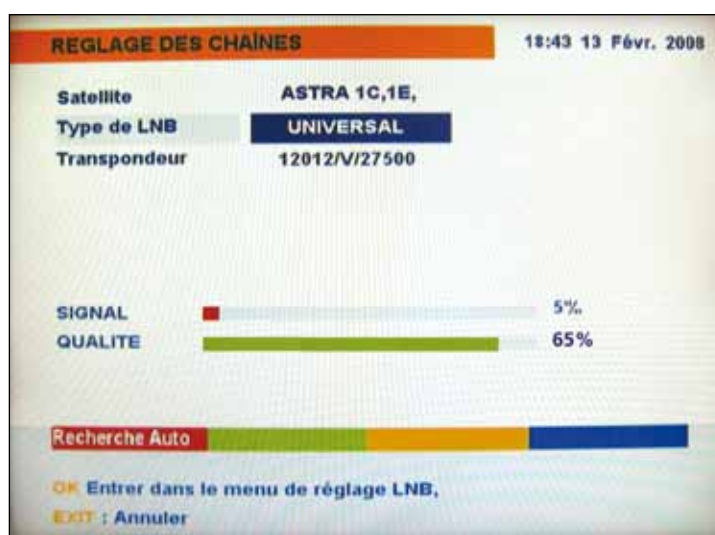 REGLAGE DES CHAÎNES 18:43 13 Févr. 2008
Satellite ASTRA 1C,1E,
Type de LNB UNIVERSAL
Transpondeur 12012/V/27500
SIGNAL 5%
QUALITE 65%
Recherche Auto
OK Entrer dans le menu de réglage LNB,
EXIT : Annuler